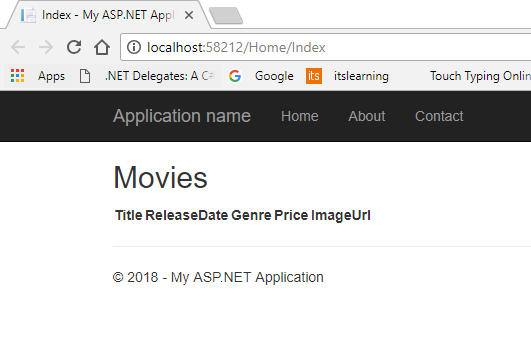 Index - My ASP.NET Appl
localhost:58212/Home/Index
Apps .NET Delegates: A C# Google its itslearning Touch Typing Onlin
Application name Home About Contact
Movies
Title ReleaseDate Genre Price ImageUrl
© 2018 - My ASP.NET Application